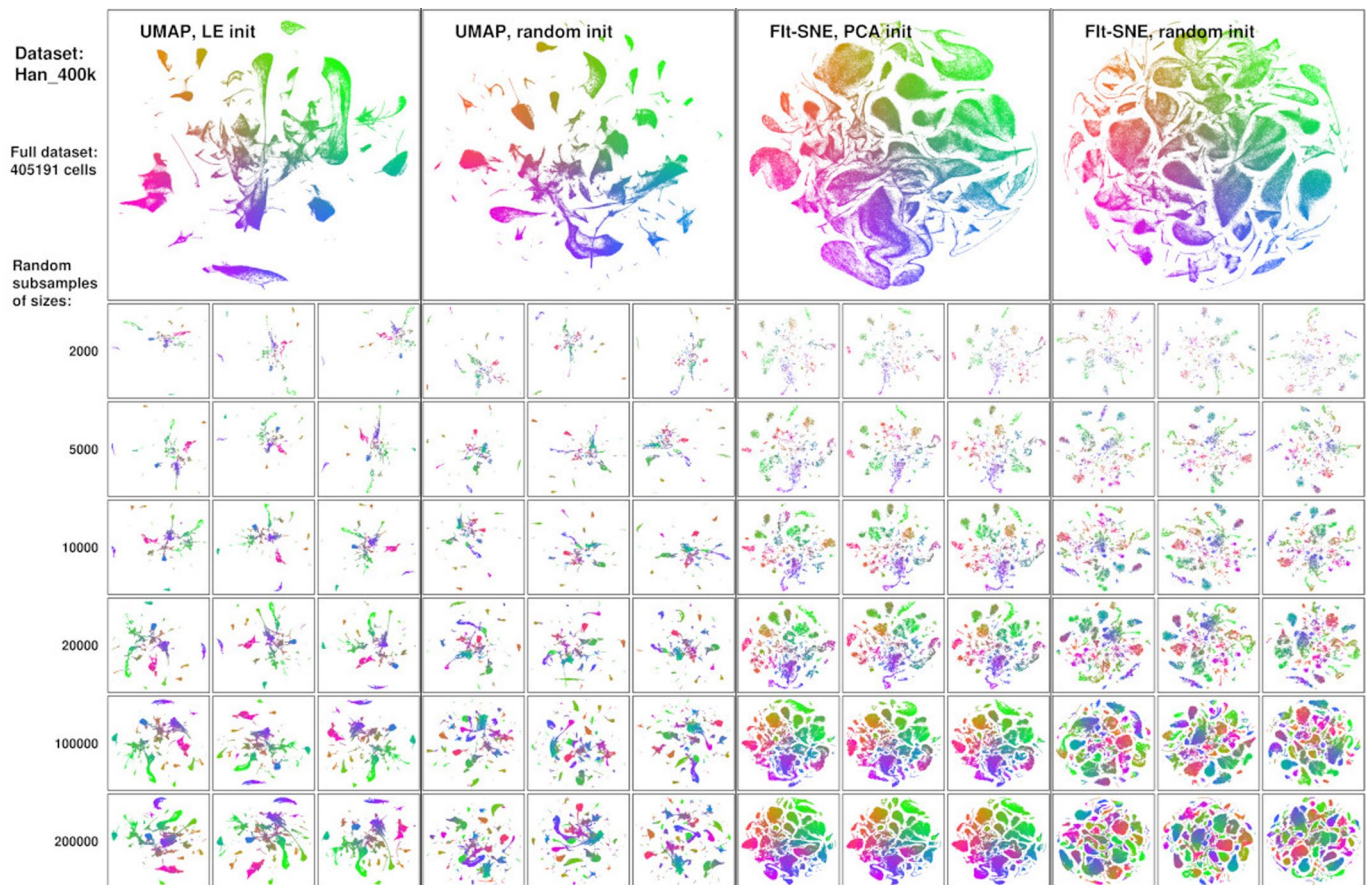 UMAP, LE init
UMAP, random init
FIt-SNE, PCA init
FIt-SNE, random init
Dataset:
Han_400k
Full dataset:
405191 cells
Random
subsamples
of sizes:
2000
5000
10000
20000
100000
200000